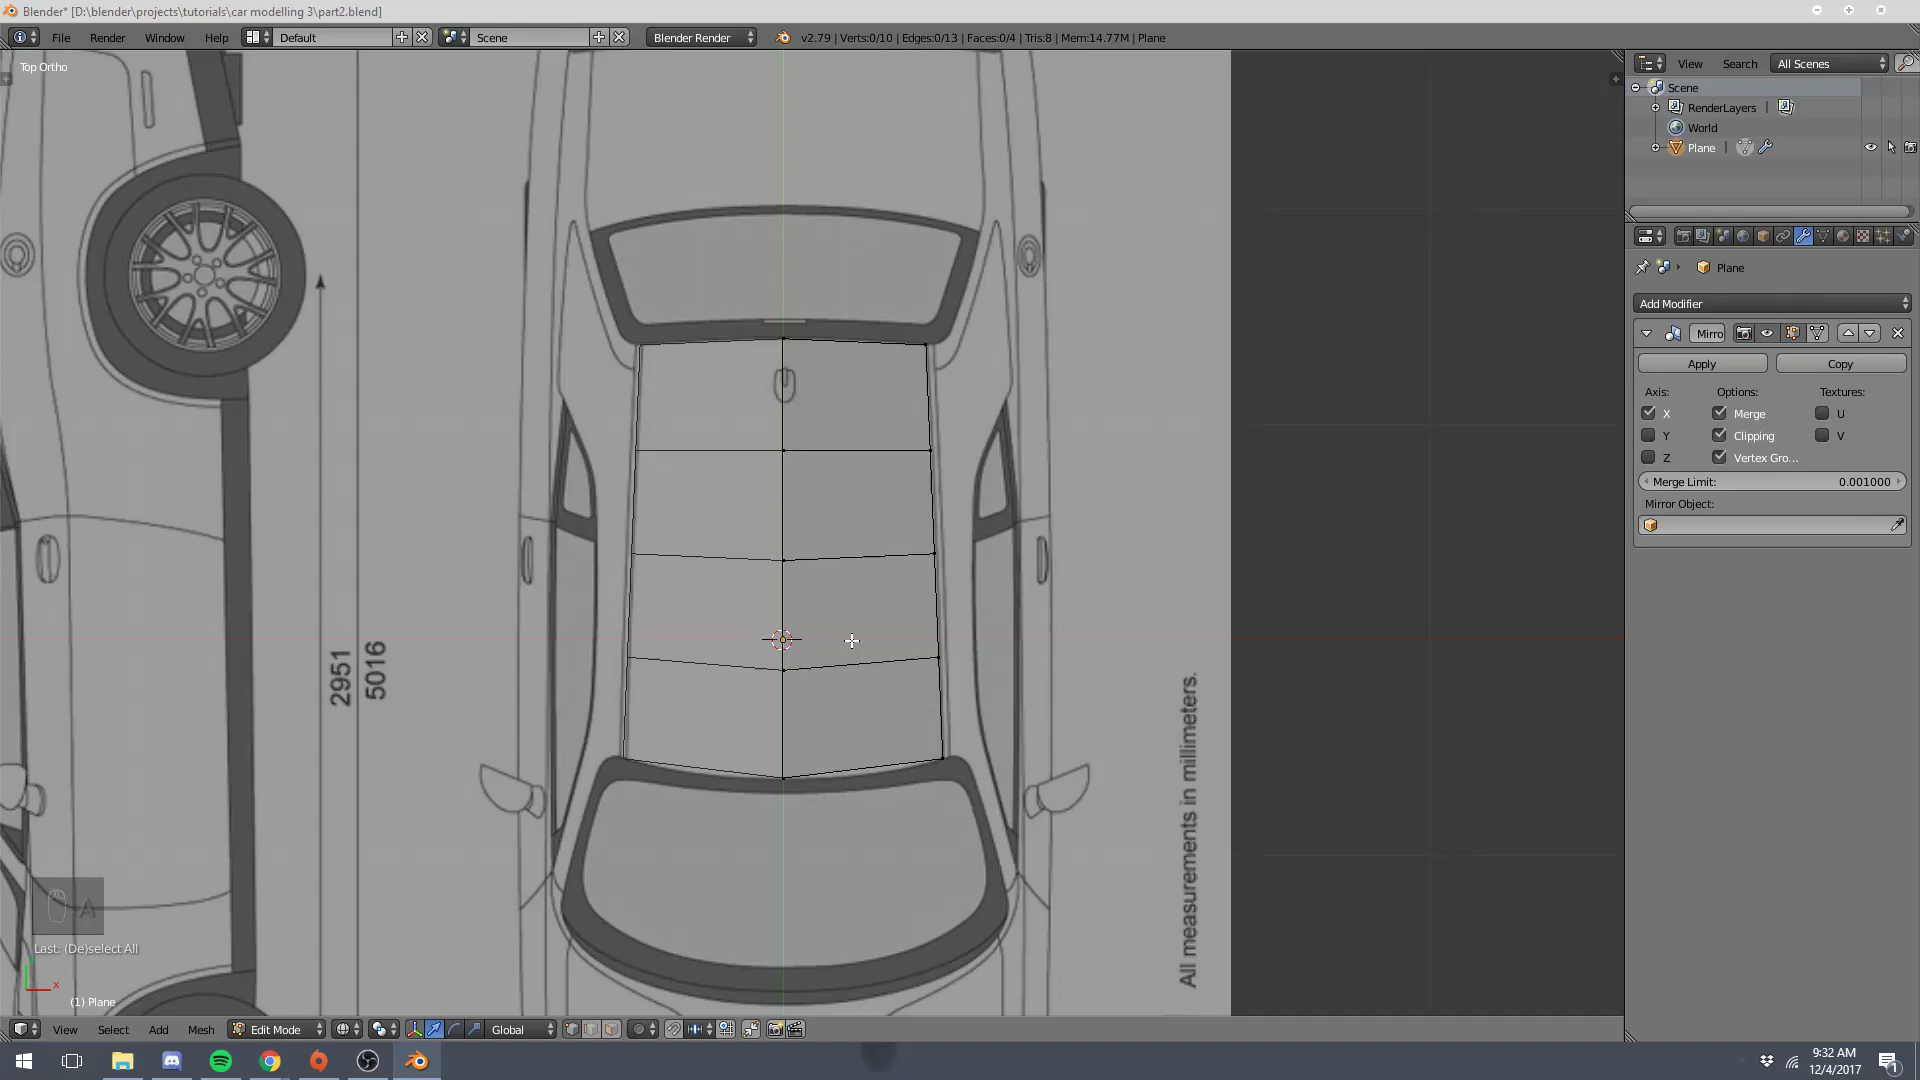 Blender* [D:\blender\projects\tutorials\car modelling 3\part2.blend]
File Render Window Help Default Scene Blender Render v2.79 | Verts:0/10 | Edges:0/13 | Faces:0/4 | Tris:8 | Mem:14.77M | Plane
Top Ortho
View Search All Scenes
Scene
RenderLayers
World
Plane
Plane
Add Modifier
Mirro
Apply Copy
Axis: Options: Textures:
X Merge U
Y Clipping V
Z Vertex Gro...
Merge Limit: 0.001000
Mirror Object:
2951
5016
All measurements in millimeters.
A
Last: (De)select All
x
(1) Plane
View Select Add Mesh Edit Mode Global
9:32 AM
12/4/2017
1